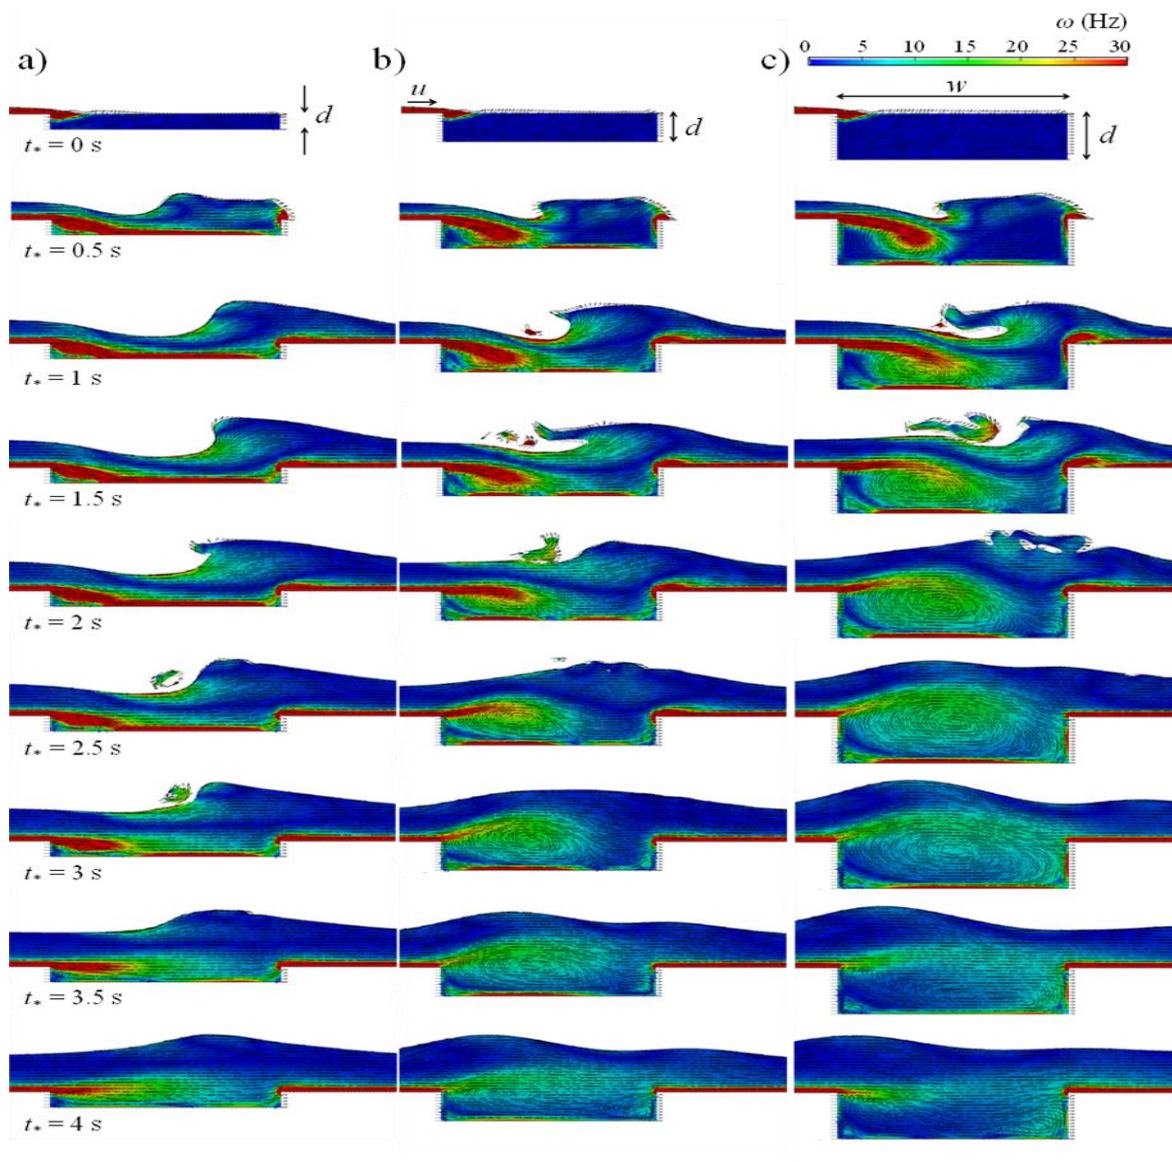 ω (Hz)
0 5 10 15 20 25 30
a) b) c)
d u d w d
t* = 0 s
t* = 0.5 s
t* = 1 s
t* = 1.5 s
t* = 2 s
t* = 2.5 s
t* = 3 s
t* = 3.5 s
t* = 4 s